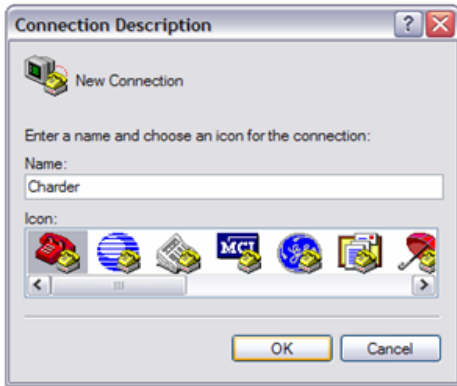 Connection Description
New Connection
Enter a name and choose an icon for the connection:
Name:
Charder
Icon:
MCI
OK Cancel